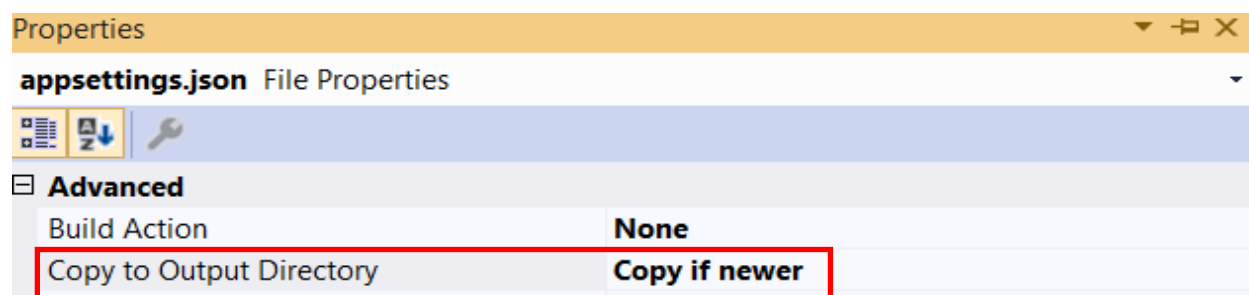 Properties
appsettings.json File Properties
A
Z
Advanced
Build Action None
Copy to Output Directory Copy if newer